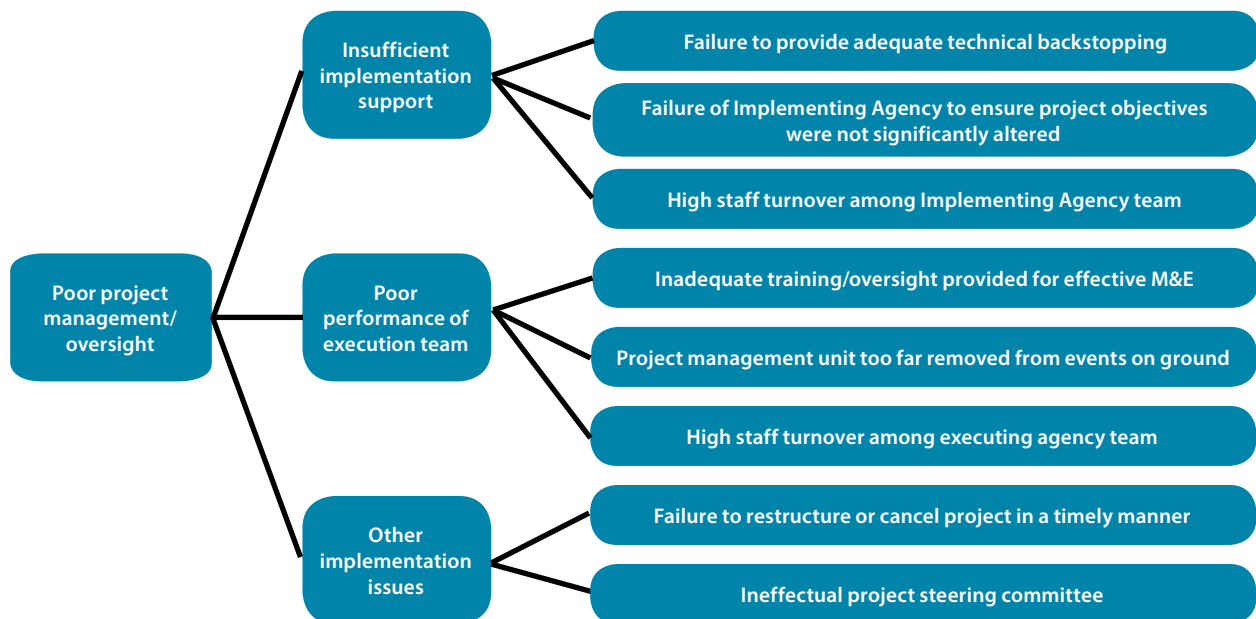 Poor project
management/
oversight
Insufficient
implementation
support
Failure to provide adequate technical backstopping
Failure of Implementing Agency to ensure project objectives
were not significantly altered
High staff turnover among Implementing Agency team
Poor
performance of
execution team
Inadequate training/oversight provided for effective M&E
Project management unit too far removed from events on ground
High staff turnover among executing agency team
Other
implementation
issues
Failure to restructure or cancel project in a timely manner
Ineffectual project steering committee